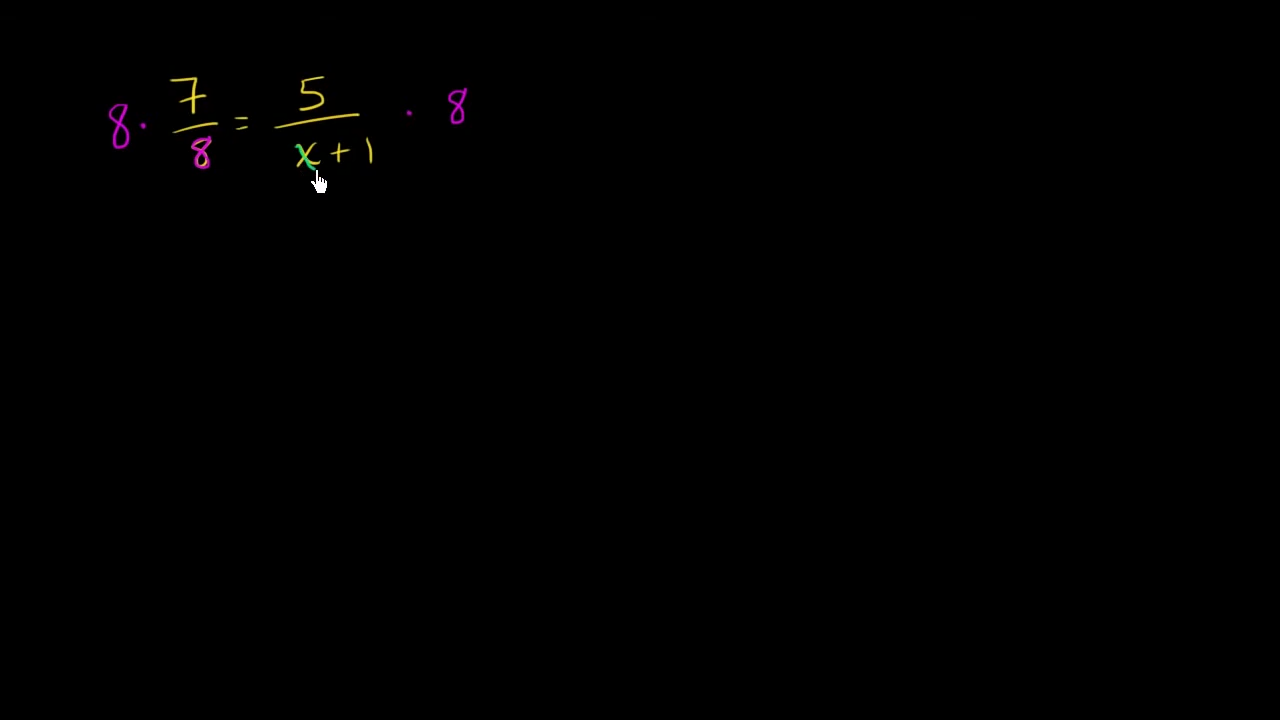 8 · 7/8 = 5/(x + 1) · 8